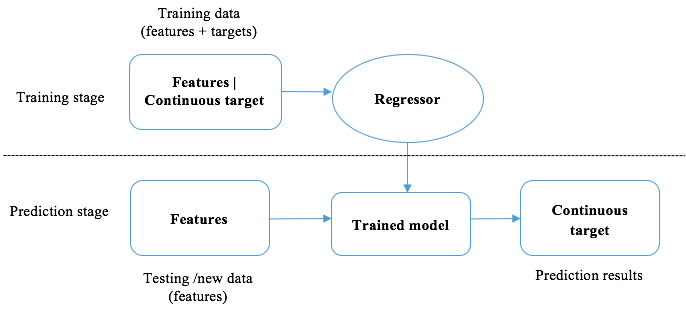 Training data
(features + targets)
Training stage
Features |
Continuous target
Regressor
Prediction stage
Features
Trained model
Continuous
target
Testing /new data
(features)
Prediction results